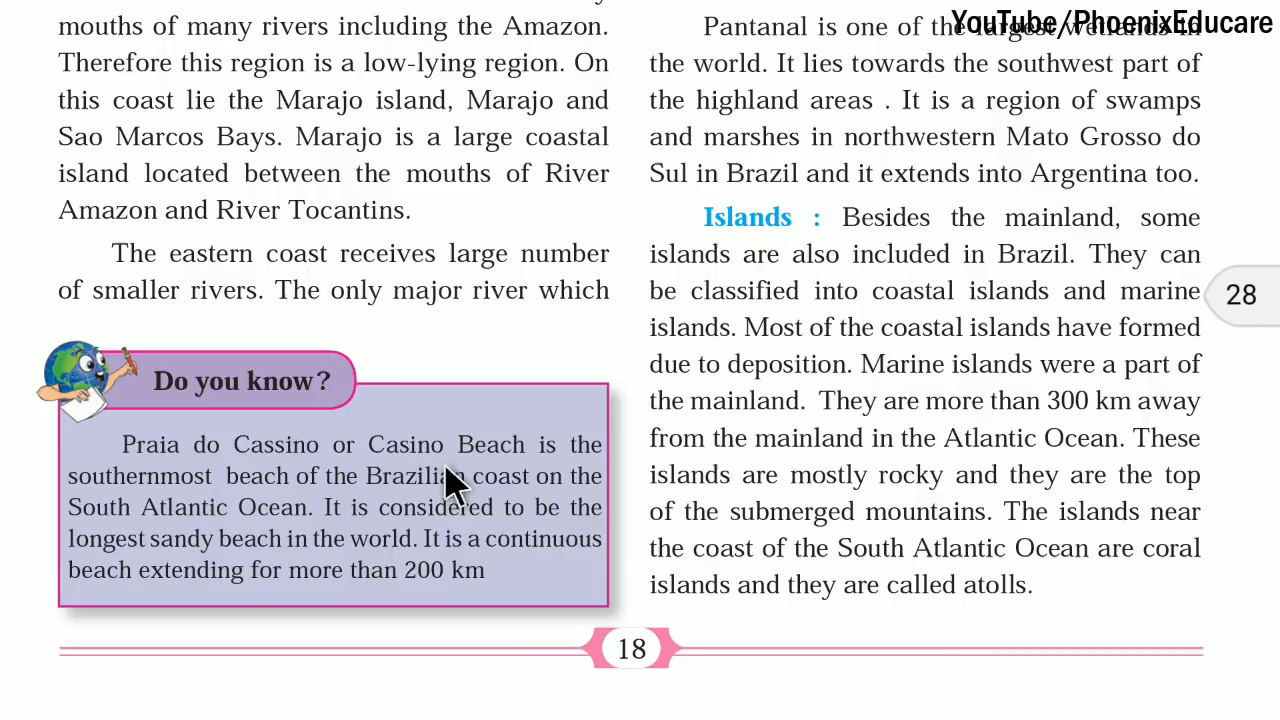 mouths of many rivers including the Amazon.
Therefore this region is a low-lying region. On
this coast lie the Marajo island, Marajo and
Sao Marcos Bays. Marajo is a large coastal
island located between the mouths of River
Amazon and River Tocantins.
The eastern coast receives large number
of smaller rivers. The only major river which
Do you know?
Praia do Cassino or Casino Beach is the
southernmost beach of the Brazilian coast on the
South Atlantic Ocean. It is considered to be the
longest sandy beach in the world. It is a continuous
beach extending for more than 200 km
YouTube/PhoenixEducare
Pantanal is one of the largest wetlands in
the world. It lies towards the southwest part of
the highland areas . It is a region of swamps
and marshes in northwestern Mato Grosso do
Sul in Brazil and it extends into Argentina too.
Islands : Besides the mainland, some
islands are also included in Brazil. They can
be classified into coastal islands and marine
islands. Most of the coastal islands have formed
due to deposition. Marine islands were a part of
the mainland. They are more than 300 km away
from the mainland in the Atlantic Ocean. These
islands are mostly rocky and they are the top
of the submerged mountains. The islands near
the coast of the South Atlantic Ocean are coral
islands and they are called atolls.
28
18